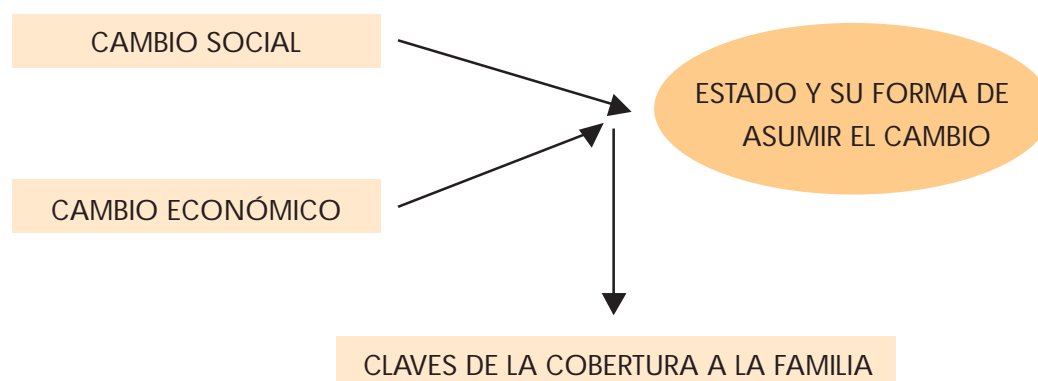 CAMBIO SOCIAL
ESTADO Y SU FORMA DE
ASUMIR EL CAMBIO
CAMBIO ECONÓMICO
CLAVES DE LA COBERTURA A LA FAMILIA